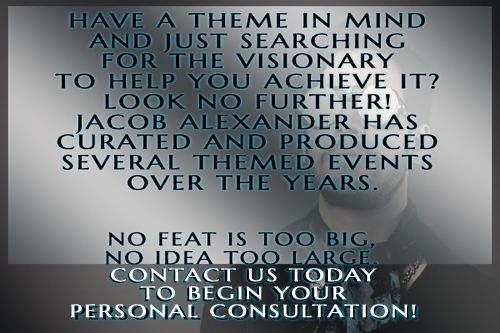 HAVE A THEME IN MIND
AND JUST SEARCHING
FOR THE VISIONARY
TO HELP YOU ACHIEVE IT?
LOOK NO FURTHER!
JACOB ALEXANDER HAS
CURATED AND PRODUCED
SEVERAL THEMED EVENTS
OVER THE YEARS.
NO FEAT IS TOO BIG,
NO IDEA TOO LARGE.
CONTACT US TODAY
TO BEGIN YOUR
PERSONAL CONSULTATION!